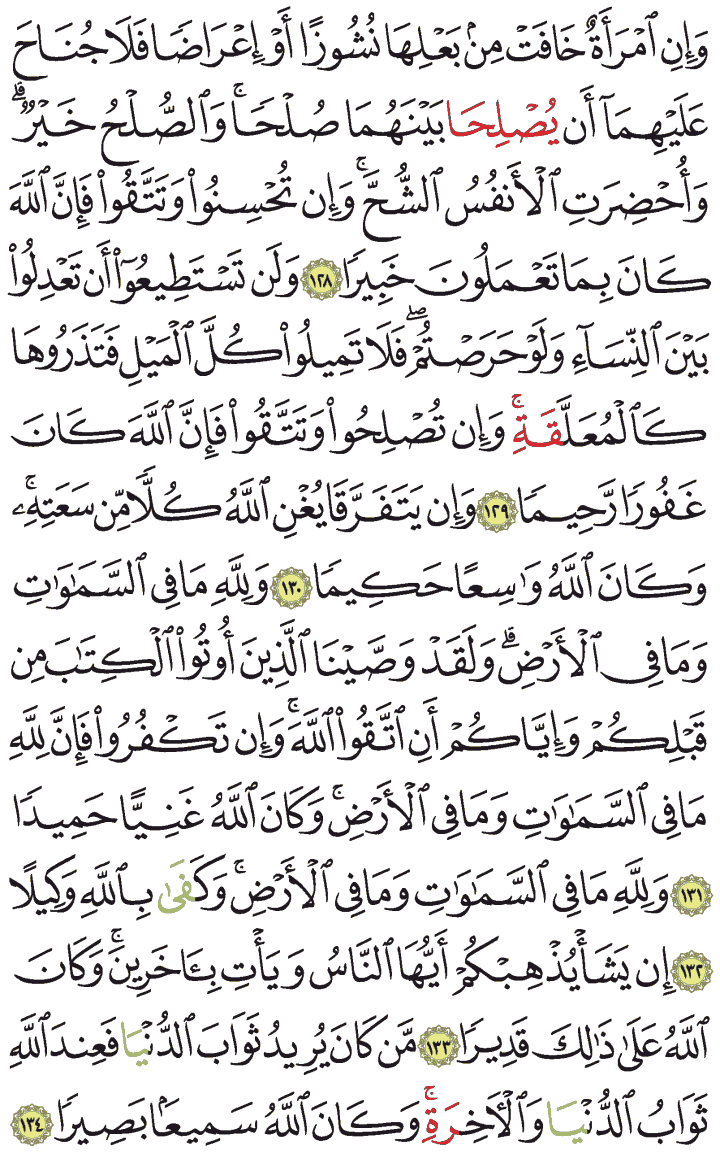 وَإِنِ ٱمْرَأَةٌ خَافَتْ مِنۢ بَعْلِهَا نُشُوزًا أَوْ إِعْرَاضًا فَلَا جُنَاحَ
عَلَيْهِمَآ أَن يُصْلِحَا بَيْنَهُمَا صُلْحًاۚ وَٱلصُّلْحُ خَيْرٌۗ
وَأُحْضِرَتِ ٱلْأَنفُسُ ٱلشُّحَّۚ وَإِن تُحْسِنُوا۟ وَتَتَّقُوا۟ فَإِنَّ ٱللَّهَ
كَانَ بِمَا تَعْمَلُونَ خَبِيرًا ١٢٨ وَلَن تَسْتَطِيعُوٓا۟ أَن تَعْدِلُوا۟
بَيْنَ ٱلنِّسَآءِ وَلَوْ حَرَصْتُمْۖ فَلَا تَمِيلُوا۟ كُلَّ ٱلْمَيْلِ فَتَذَرُوهَا
كَٱلْمُعَلَّقَةِۚ وَإِن تُصْلِحُوا۟ وَتَتَّقُوا۟ فَإِنَّ ٱللَّهَ كَانَ
غَفُورًا رَّحِيمًا ١٢٩ وَإِن يَتَفَرَّقَا يُغْنِ ٱللَّهُ كُلًّا مِّن سَعَتِهِۦۚ
وَكَانَ ٱللَّهُ وَٰسِعًا حَكِيمًا ١٣٠ وَلِلَّهِ مَا فِى ٱلسَّمَٰوَٰتِ
وَمَا فِى ٱلْأَرْضِۗ وَلَقَدْ وَصَّيْنَا ٱلَّذِينَ أُوتُوا۟ ٱلْكِتَٰبَ مِن
قَبْلِكُمْ وَإِيَّاكُمْ أَنِ ٱتَّقُوا۟ ٱللَّهَۚ وَإِن تَكْفُرُوا۟ فَإِنَّ لِلَّهِ
مَا فِى ٱلسَّمَٰوَٰتِ وَمَا فِى ٱلْأَرْضِۚ وَكَانَ ٱللَّهُ غَنِيًّا حَمِيدًا
١٣١ وَلِلَّهِ مَا فِى ٱلسَّمَٰوَٰتِ وَمَا فِى ٱلْأَرْضِۚ وَكَفَىٰ بِٱللَّهِ وَكِيلًا
١٣٢ إِن يَشَأْ يُذْهِبْكُمْ أَيُّهَا ٱلنَّاسُ وَيَأْتِ بِـَٔاخَرِينَۚ وَكَانَ
ٱللَّهُ عَلَىٰ ذَٰلِكَ قَدِيرًا ١٣٣ مَّن كَانَ يُرِيدُ ثَوَابَ ٱلدُّنْيَا فَعِندَ ٱللَّهِ
ثَوَابُ ٱلدُّنْيَا وَٱلْـَٔاخِرَةِۚ وَكَانَ ٱللَّهُ سَمِيعًۢا بَصِيرًا ١٣٤